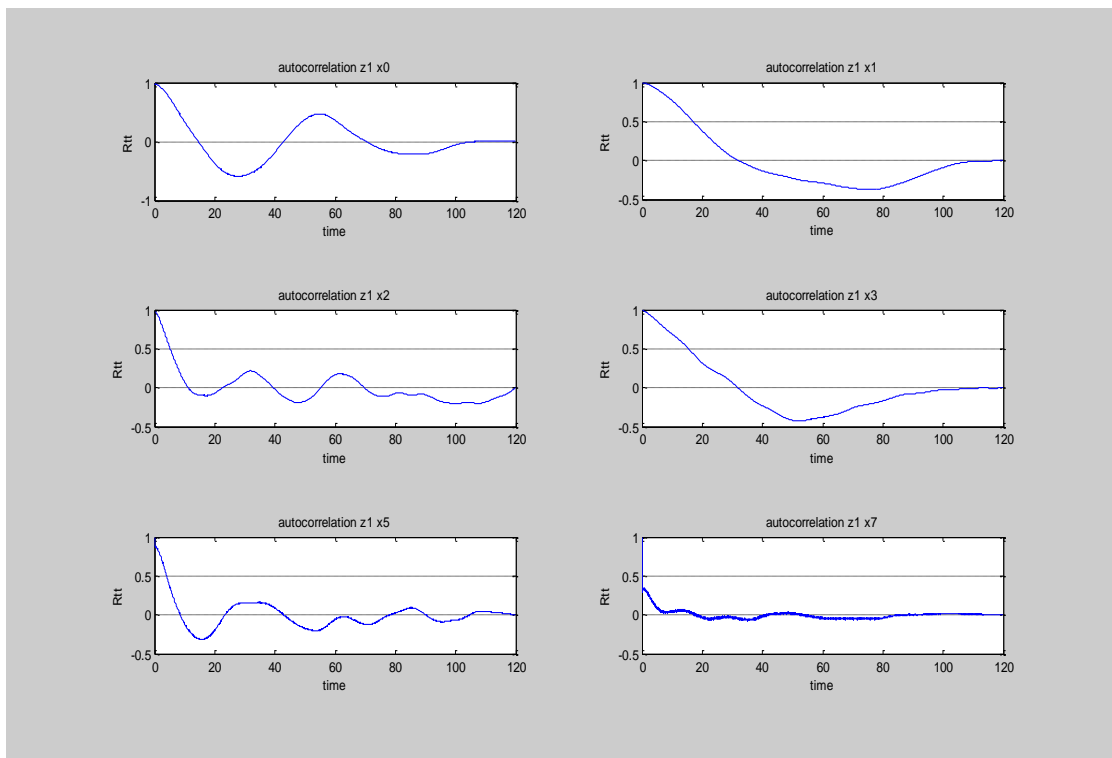 autocorrelation z1 x0
1
0
-1
Rtt
0 20 40 60 80 100 120
time
autocorrelation z1 x1
1
0.5
0
-0.5
Rtt
0 20 40 60 80 100 120
time
autocorrelation z1 x2
1
0.5
0
-0.5
Rtt
0 20 40 60 80 100 120
time
autocorrelation z1 x3
1
0.5
0
-0.5
Rtt
0 20 40 60 80 100 120
time
autocorrelation z1 x5
1
0.5
0
-0.5
Rtt
0 20 40 60 80 100 120
time
autocorrelation z1 x7
1
0.5
0
-0.5
Rtt
0 20 40 60 80 100 120
time